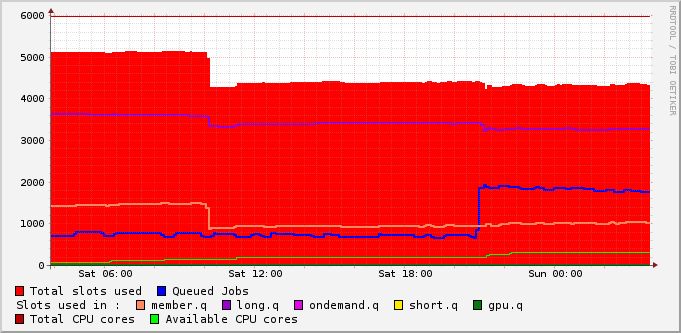 6000
5000
4000
3000
2000
1000
0
Sat 06:00 Sat 12:00 Sat 18:00 Sun 00:00
Total slots used Queued Jobs
Slots used in : member.q long.q ondemand.q short.q gpu.q
Total CPU cores Available CPU cores
RRDTOOL / TOBI OETIKER